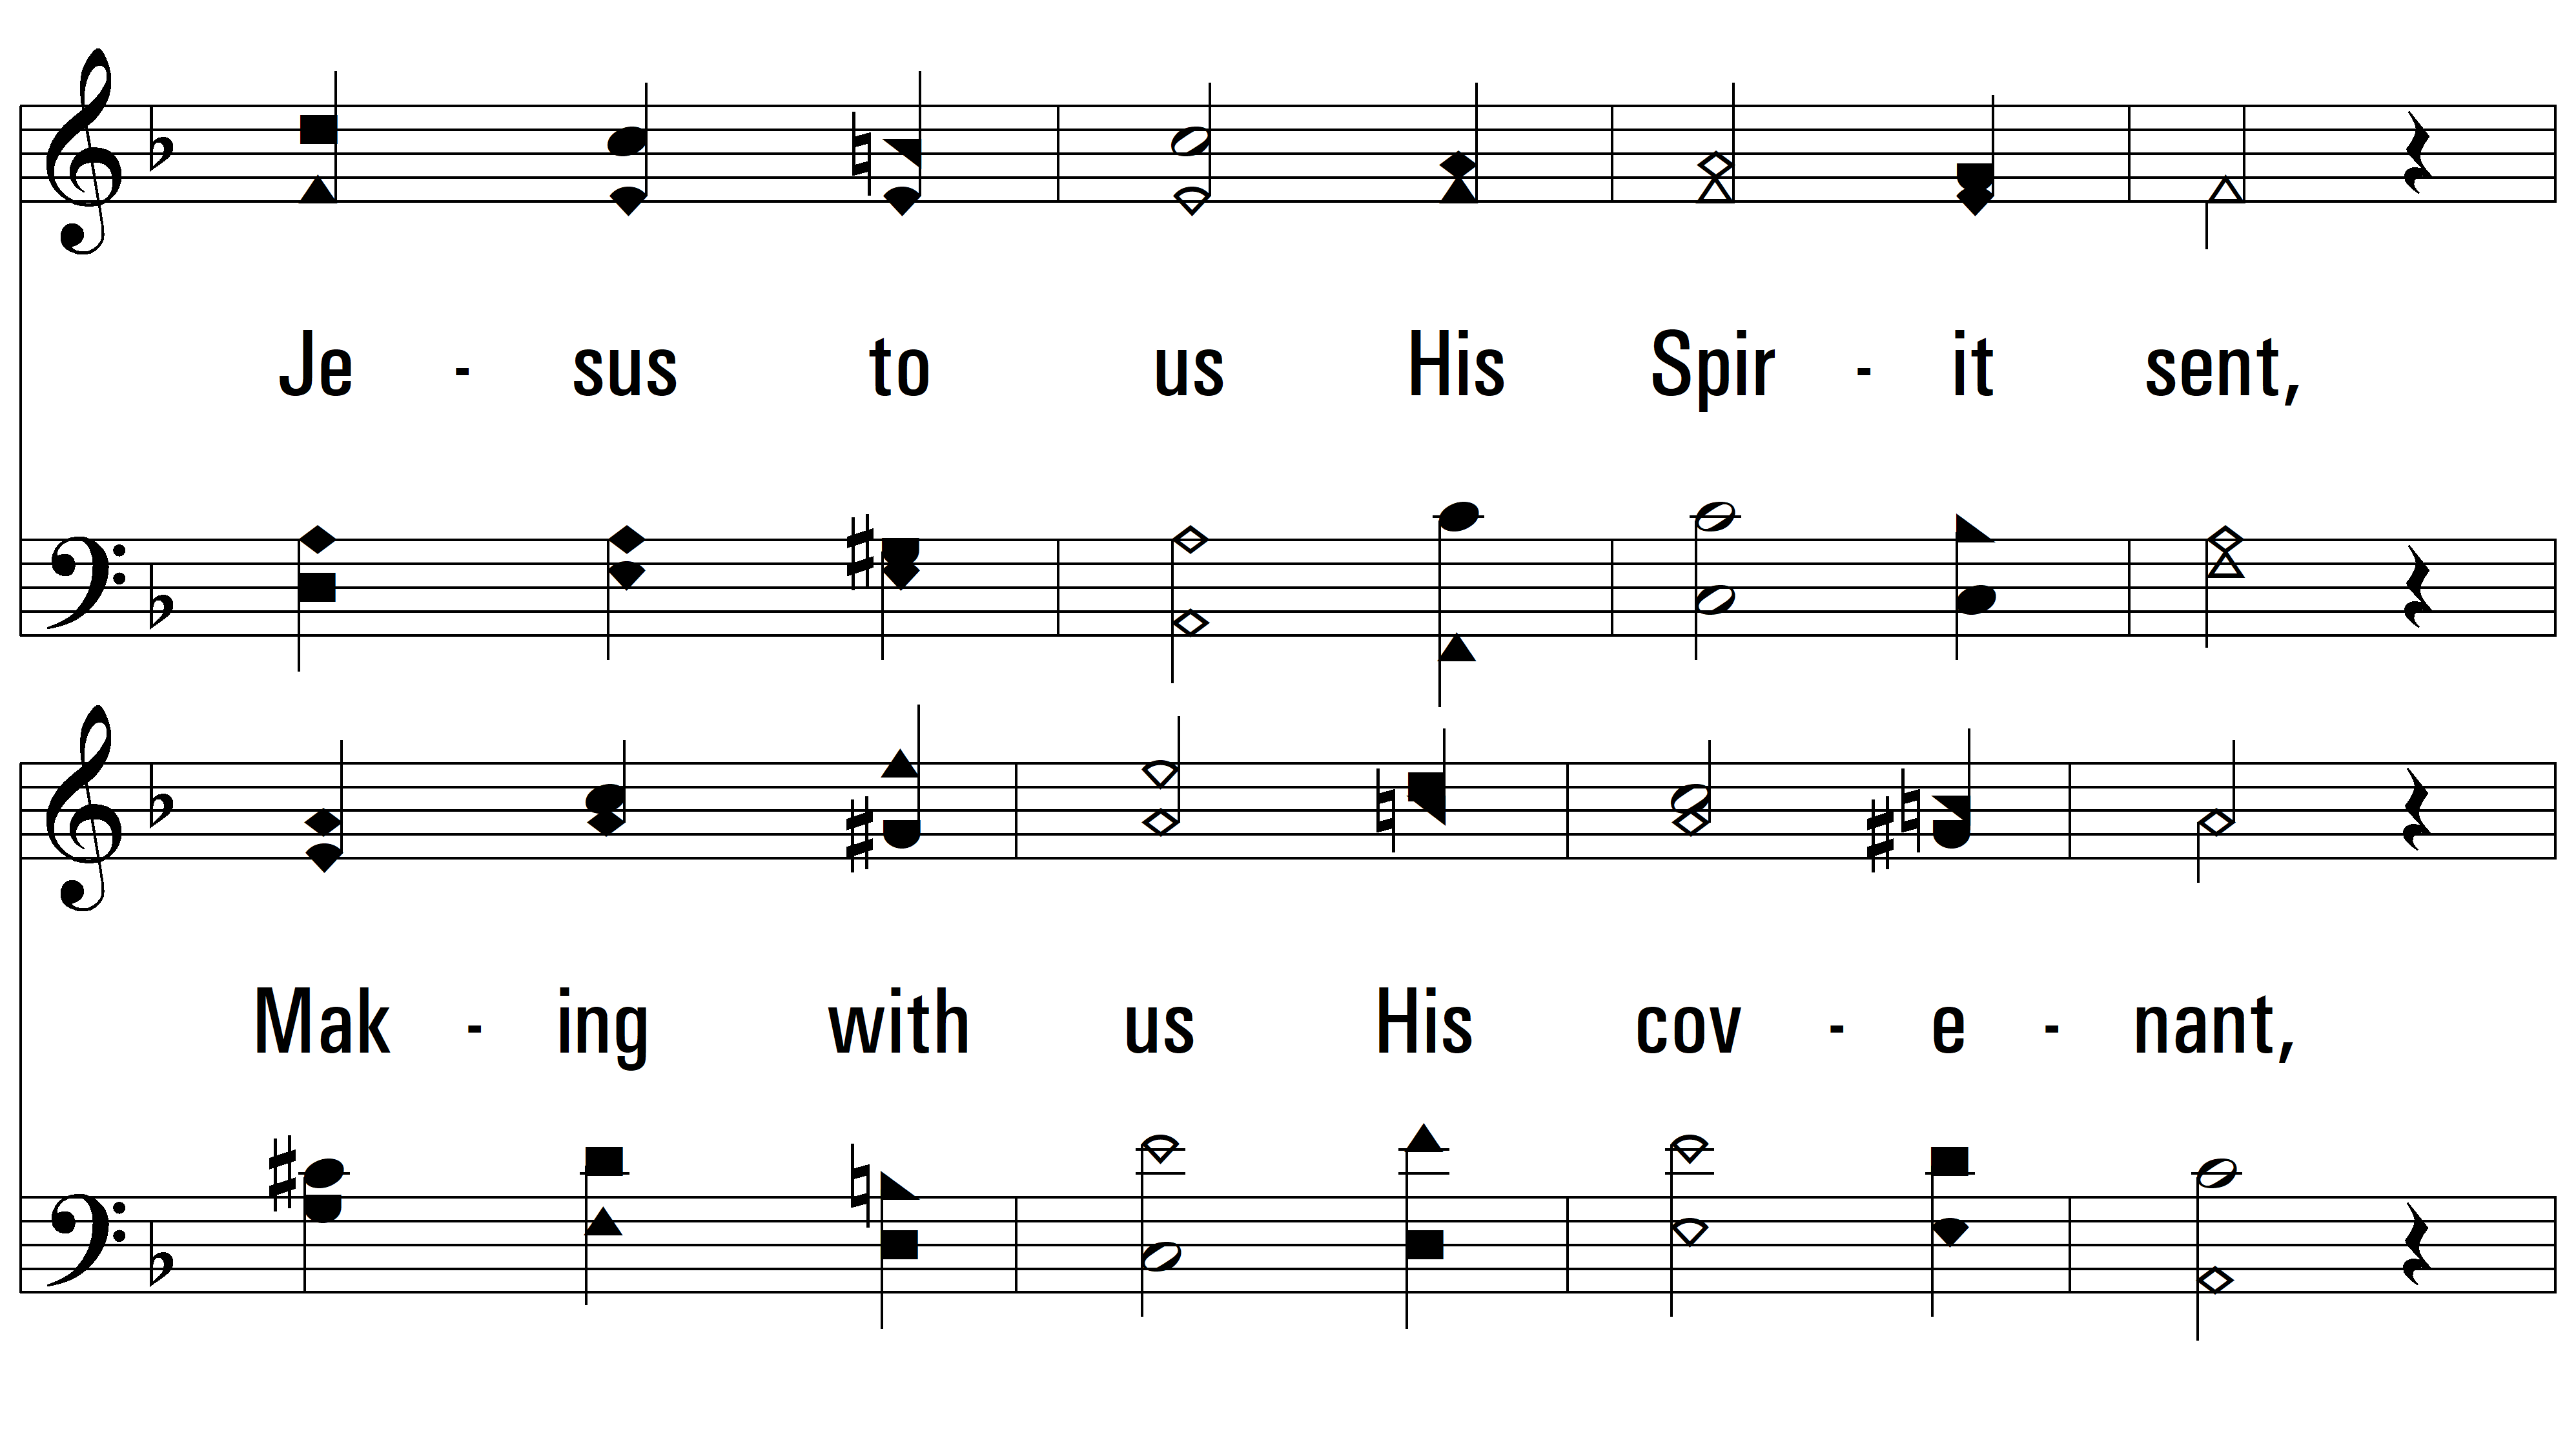 Je - sus to us His Spir - it sent,
Mak - ing with us His cov - e - nant,